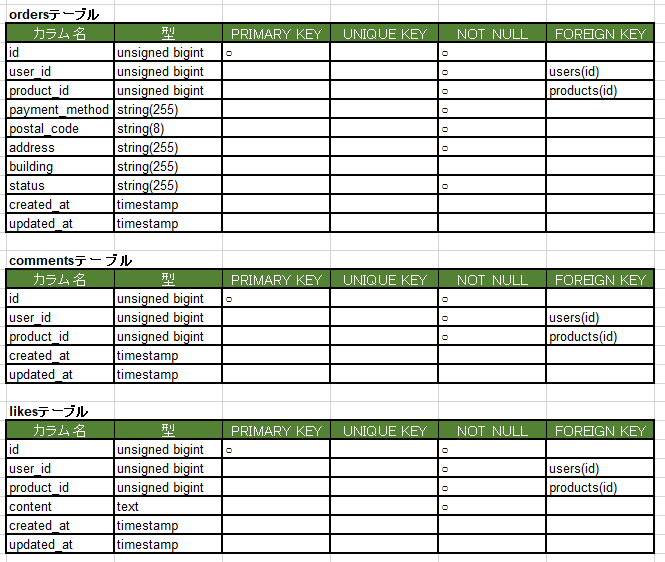 ordersテーブル
カラム名 型 PRIMARY KEY UNIQUE KEY NOT NULL FOREIGN KEY
id unsigned bigint ○ ○
user_id unsigned bigint ○ users(id)
product_id unsigned bigint ○ products(id)
payment_method string(255) ○
postal_code string(8) ○
address string(255) ○
building string(255)
status string(255) ○
created_at timestamp
updated_at timestamp
commentsテーブル
カラム名 型 PRIMARY KEY UNIQUE KEY NOT NULL FOREIGN KEY
id unsigned bigint ○ ○
user_id unsigned bigint ○ users(id)
product_id unsigned bigint ○ products(id)
created_at timestamp
updated_at timestamp
likesテーブル
カラム名 型 PRIMARY KEY UNIQUE KEY NOT NULL FOREIGN KEY
id unsigned bigint ○ ○
user_id unsigned bigint ○ users(id)
product_id unsigned bigint ○ products(id)
content text ○
created_at timestamp
updated_at timestamp